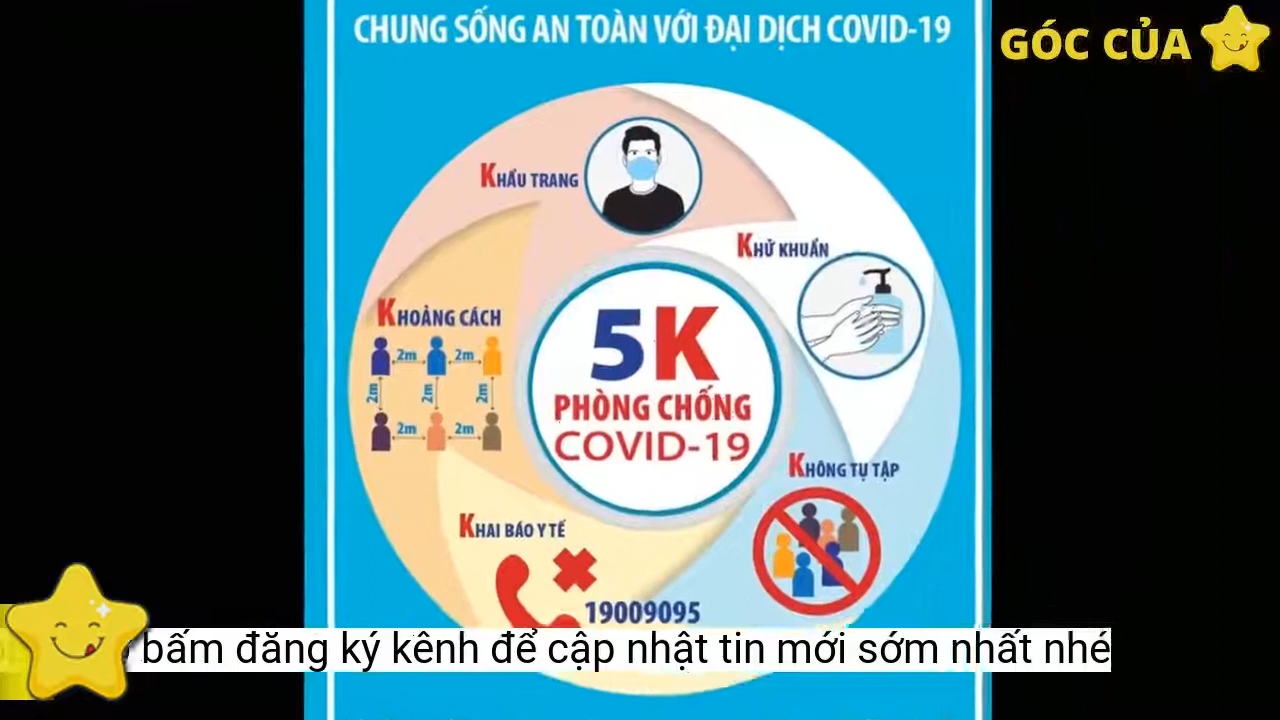 CHUNG SỐNG AN TOÀN VỚI ĐẠI DỊCH COVID-19
GÓC CỦA
KHẨU TRANG
KHỬ KHUẨN
KHOẢNG CÁCH
2m 2m
2m 2m 2m
2m 2m
5K
PHÒNG CHỐNG
COVID-19
KHÔNG TỤ TẬP
KHAI BÁO Y TẾ
19009095
bấm đăng ký kênh để cập nhật tin mới sớm nhất nhé